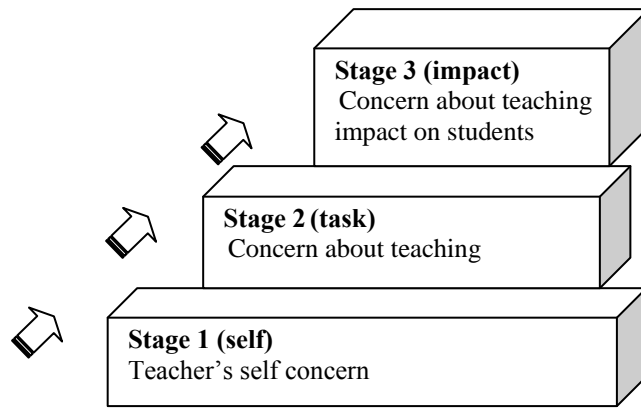 Stage 3 (impact)
Concern about teaching
impact on students
Stage 2 (task)
Concern about teaching
Stage 1 (self)
Teacher's self concern